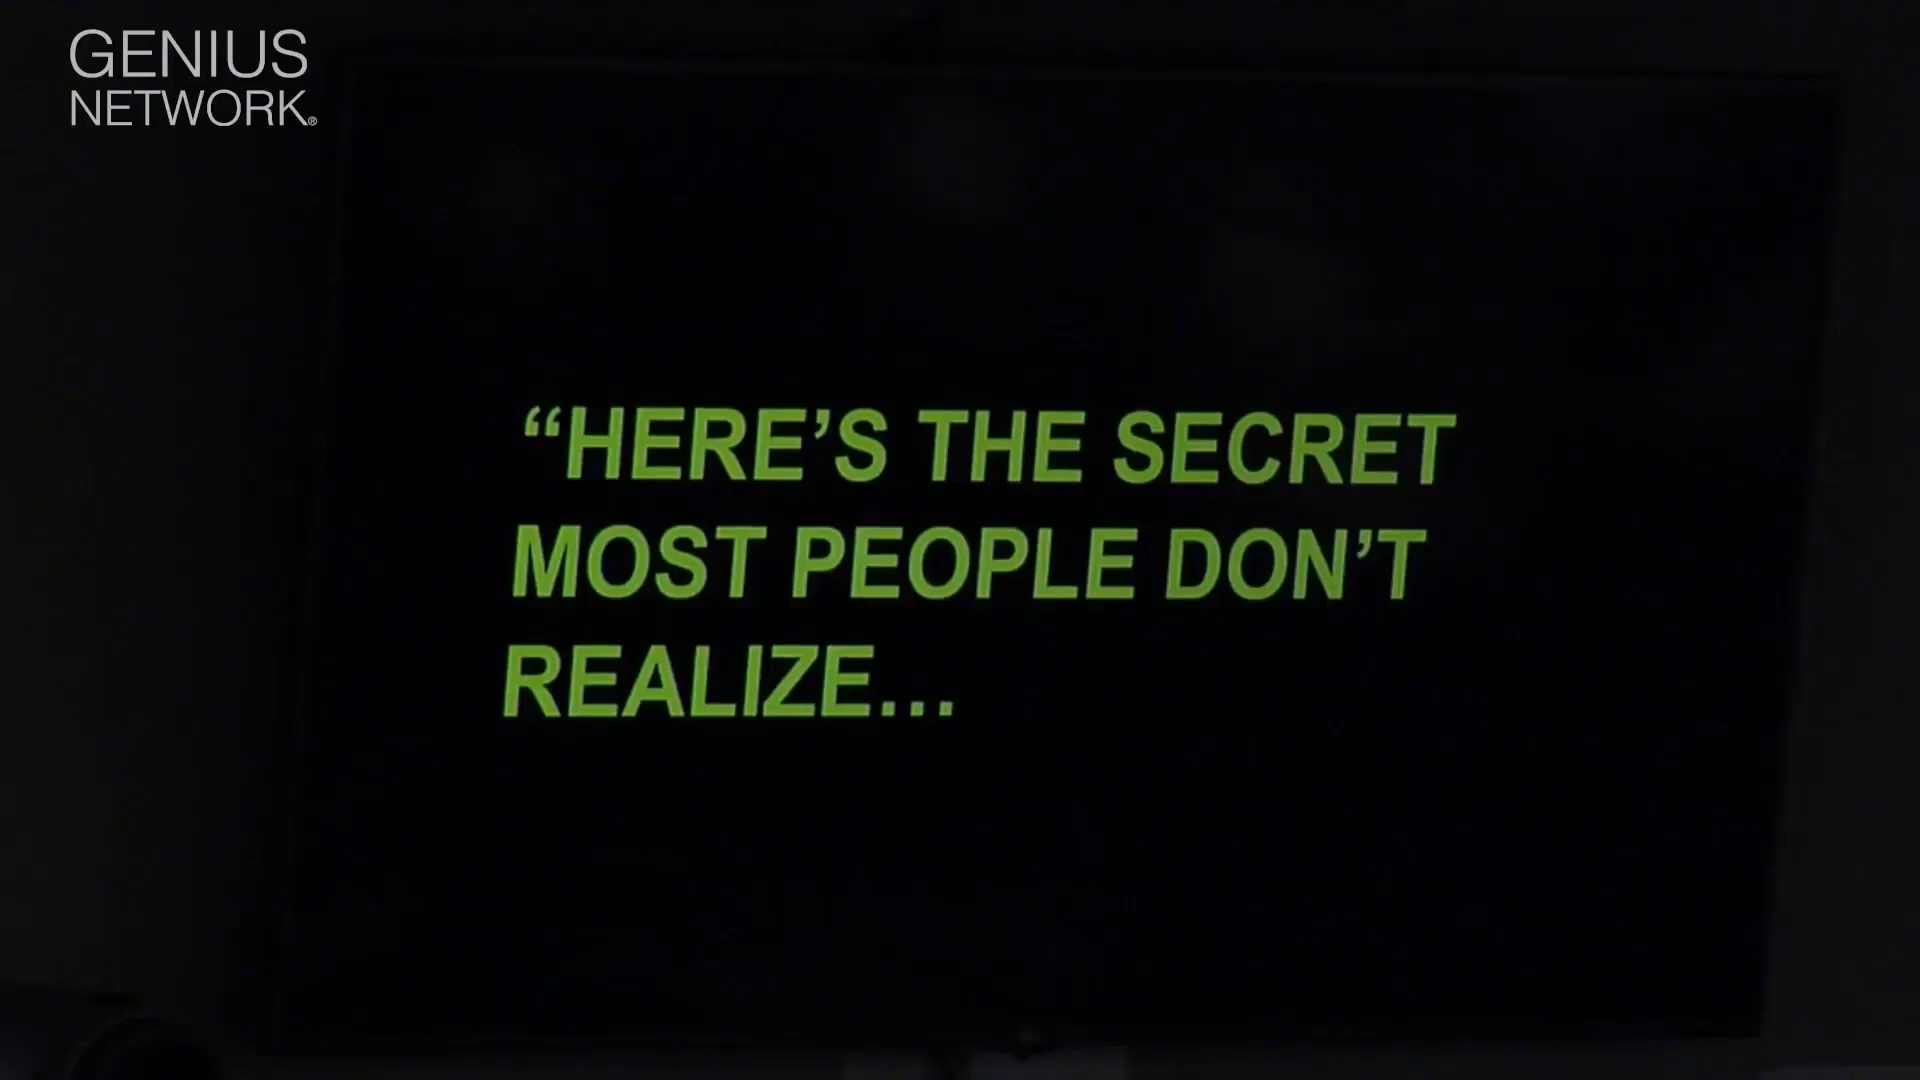 GENIUS
NETWORK®
“HERE’S THE SECRET
MOST PEOPLE DON’T
REALIZE...